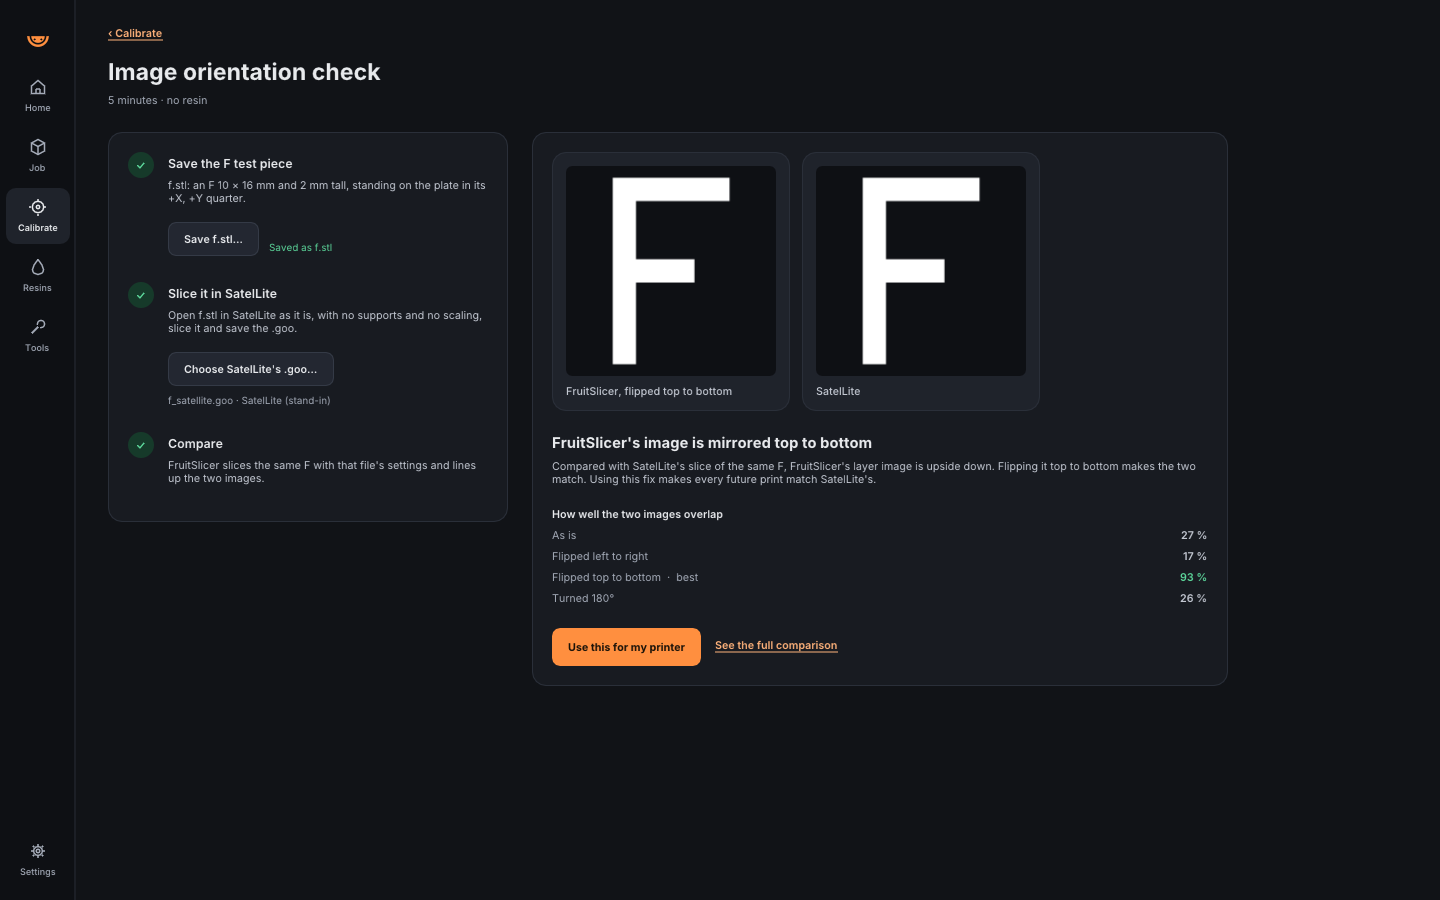 ‹ Calibrate
Image orientation check
5 minutes · no resin
Home
Job
Calibrate
Resins
Tools
Settings
Save the F test piece
f.stl: an F 10 × 16 mm and 2 mm tall, standing on the plate in its
+X, +Y quarter.
Save f.stl...
Saved as f.stl
Slice it in SatelLite
Open f.stl in SatelLite as it is, with no supports and no scaling,
slice it and save the .goo.
Choose SatelLite's .goo...
f_satellite.goo · SatelLite (stand-in)
Compare
FruitSlicer slices the same F with that file's settings and lines
up the two images.
F
FruitSlicer, flipped top to bottom
F
SatelLite
FruitSlicer's image is mirrored top to bottom
Compared with SatelLite's slice of the same F, FruitSlicer's layer image is upside down. Flipping it top to bottom makes the two
match. Using this fix makes every future print match SatelLite's.
How well the two images overlap
As is 27 %
Flipped left to right 17 %
Flipped top to bottom · best 93 %
Turned 180° 26 %
Use this for my printer
See the full comparison